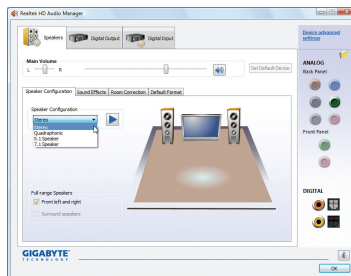 Realtek HD Audio Manager
Speakers
Digital Output
Digital Input
Device advanced
settings
Main Volume
L
R
Set Default Device
ANALOG
Back Panel
Speaker Configuration
Sound Effects
Room Correction
Default Format
Speaker Configuration
Stereo
Stereo
Quadraphonic
5.1 Speaker
7.1 Speaker
Front Panel
Full-range Speakers
Front left and right
Surround speakers
DIGITAL
GIGABYTE
TECHNOLOGY
OK